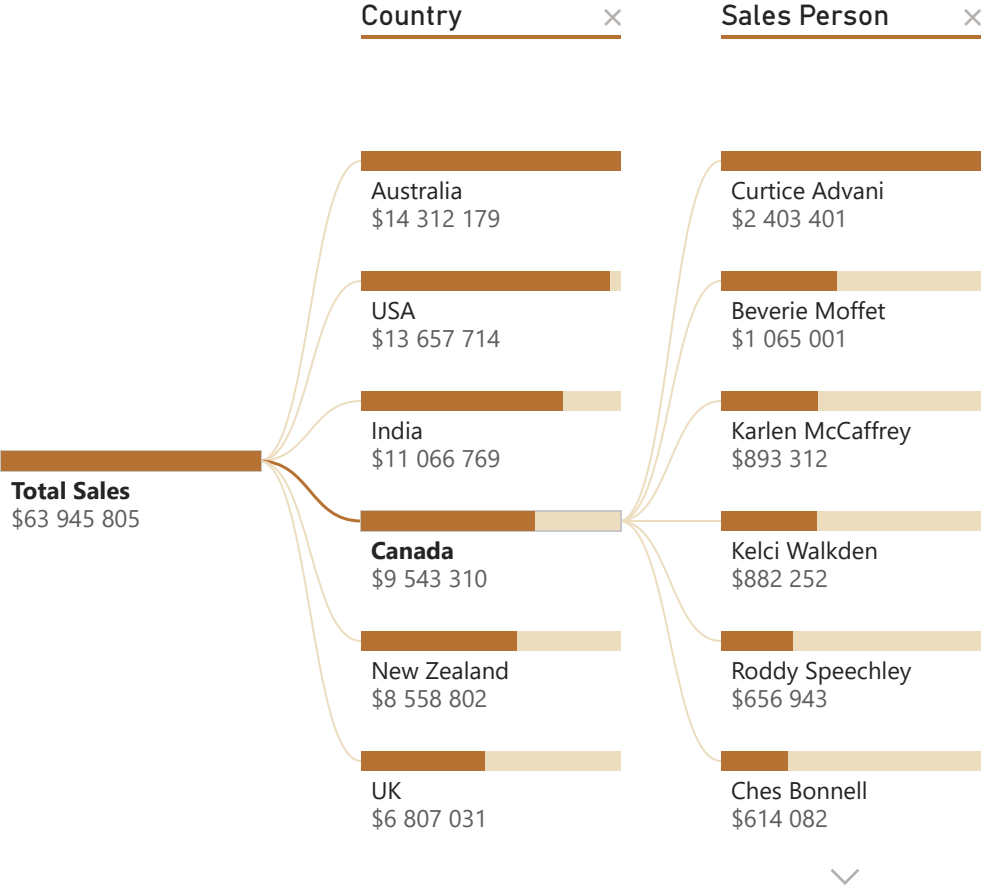 Country
Sales Person
Australia
$14 312 179
Curtice Advani
$2 403 401
USA
$13 657 714
Beverie Moffet
$1 065 001
India
$11 066 769
Karlen McCaffrey
$893 312
Total Sales
$63 945 805
Canada
$9 543 310
Kelci Walkden
$882 252
New Zealand
$8 558 802
Roddy Speechley
$656 943
UK
$6 807 031
Ches Bonnell
$614 082